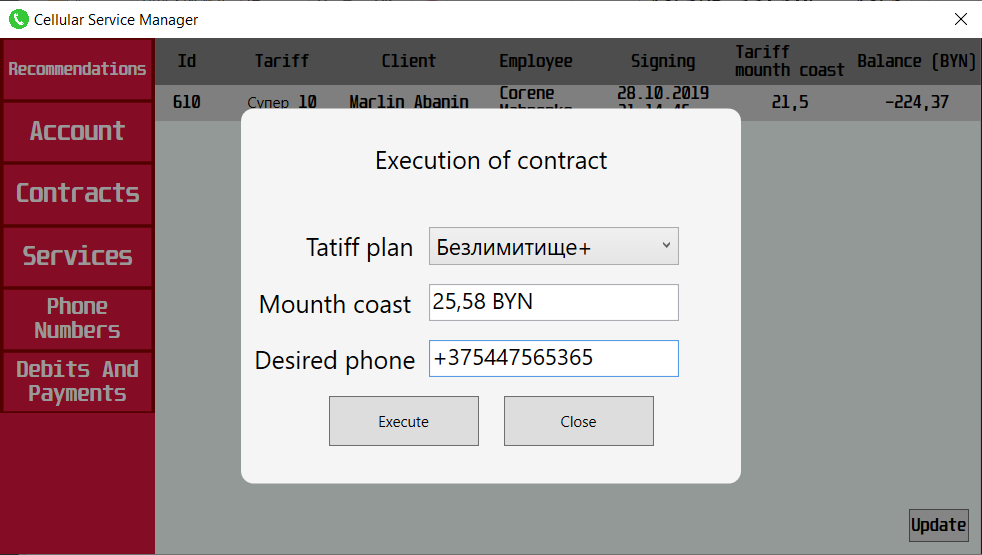 Cellular Service Manager
Recommendations
Account
Contracts
Services
Phone
Numbers
Debits And
Payments
Id Tariff Client Employee Signing Tariff
mounth coast Balance (BYN)
610 Супер 10 Marlin Abanin Corene 28.10.2019 21,5 -224,37
Execution of contract
Tatiff plan Безлимитище+
Mounth coast 25,58 BYN
Desired phone +375447565365
Execute Close
Update